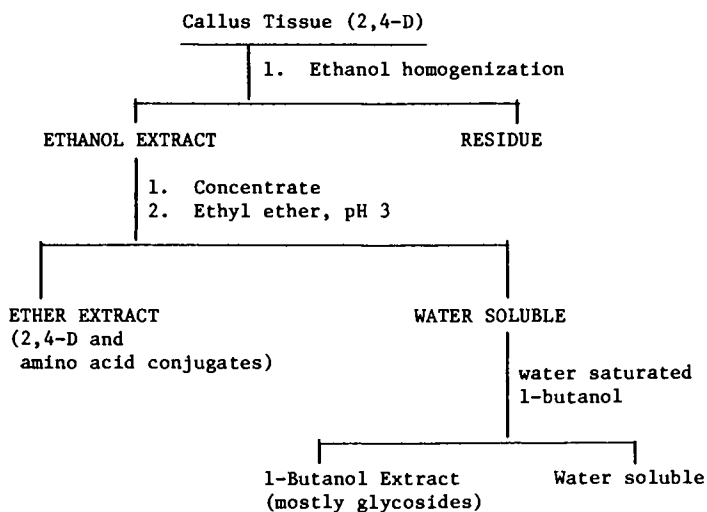 Callus Tissue (2,4-D)
1. Ethanol homogenization
ETHANOL EXTRACT
RESIDUE
1. Concentrate
2. Ethyl ether, pH 3
ETHER EXTRACT
(2,4-D and
amino acid conjugates)
WATER SOLUBLE
water saturated
1-butanol
1-Butanol Extract
(mostly glycosides)
Water soluble